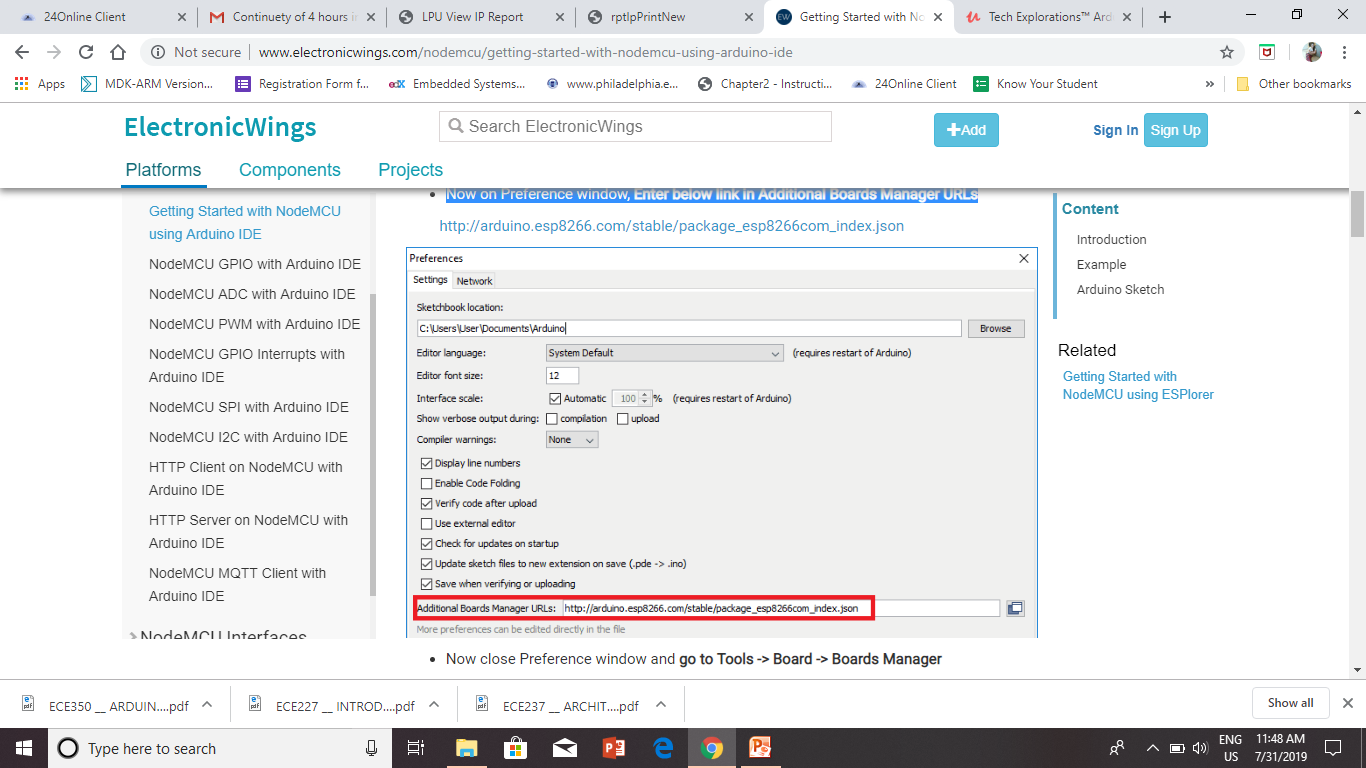 24Online Client
Continuety of 4 hours i
LPU View IP Report
rptIpPrintNew
Getting Started with No
Tech Explorations™ Ard
Not secure | www.electronicwings.com/nodemcu/getting-started-with-nodemcu-using-arduino-ide
Apps
MDK-ARM Version...
Registration Form f...
edX
Embedded Systems...
www.philadelphia.e...
Chapter2 - Instructi...
24Online Client
Know Your Student
»
Other bookmarks
ElectronicWings
Search ElectronicWings
+Add
Sign In
Sign Up
Platforms
Components
Projects
Getting Started with NodeMCU
using Arduino IDE
NodeMCU GPIO with Arduino IDE
NodeMCU ADC with Arduino IDE
NodeMCU PWM with Arduino IDE
NodeMCU GPIO Interrupts with
Arduino IDE
NodeMCU SPI with Arduino IDE
NodeMCU I2C with Arduino IDE
HTTP Client on NodeMCU with
Arduino IDE
HTTP Server on NodeMCU with
Arduino IDE
NodeMCU MQTT Client with
Arduino IDE
NodeMCU Interfaces
• Now on Preference window, Enter below link in Additional Boards Manager URLs
http://arduino.esp8266.com/stable/package_esp8266com_index.json
Preferences
Settings
Network
Sketchbook location:
C:\Users\User\Documents\Arduino
Browse
Editor language:
System Default
(requires restart of Arduino)
Editor font size:
12
Interface scale:
Automatic
100
%
(requires restart of Arduino)
Show verbose output during:
compilation
upload
Compiler warnings:
None
Display line numbers
Enable Code Folding
Verify code after upload
Use external editor
Check for updates on startup
Update sketch files to new extension on save (.pde -> .ino)
Save when verifying or uploading
Additional Boards Manager URLs:
http://arduino.esp8266.com/stable/package_esp8266com_index.json
More preferences can be edited directly in the file
• Now close Preference window and go to Tools -> Board -> Boards Manager
Content
Introduction
Example
Arduino Sketch
Related
Getting Started with
NodeMCU using ESPlorer
ECE350 __ ARDUIN....pdf
ECE227 __ INTROD....pdf
ECE237 __ ARCHIT....pdf
Show all
Type here to search
ENG
US
11:48 AM
7/31/2019